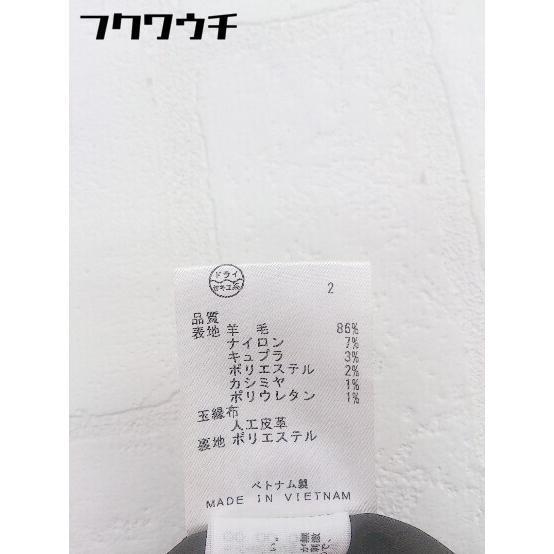 フクワウチ
ドライ
2
品質
表地 羊 毛 86%
ナイロン 7%
キュプラ 3%
ポリエステル 2%
カシミヤ 1%
ポリウレタン 1%
玉縁布
人工皮革
裏地 ポリエステル
ベトナム製
MADE IN VIETNAM